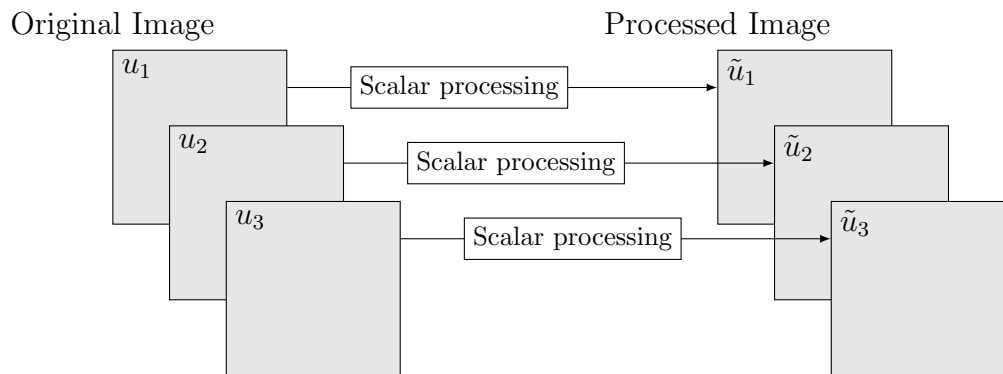 Original Image
Processed Image
u₁
Scalar processing
ũ₁
u₂
Scalar processing
ũ₂
u₃
Scalar processing
ũ₃